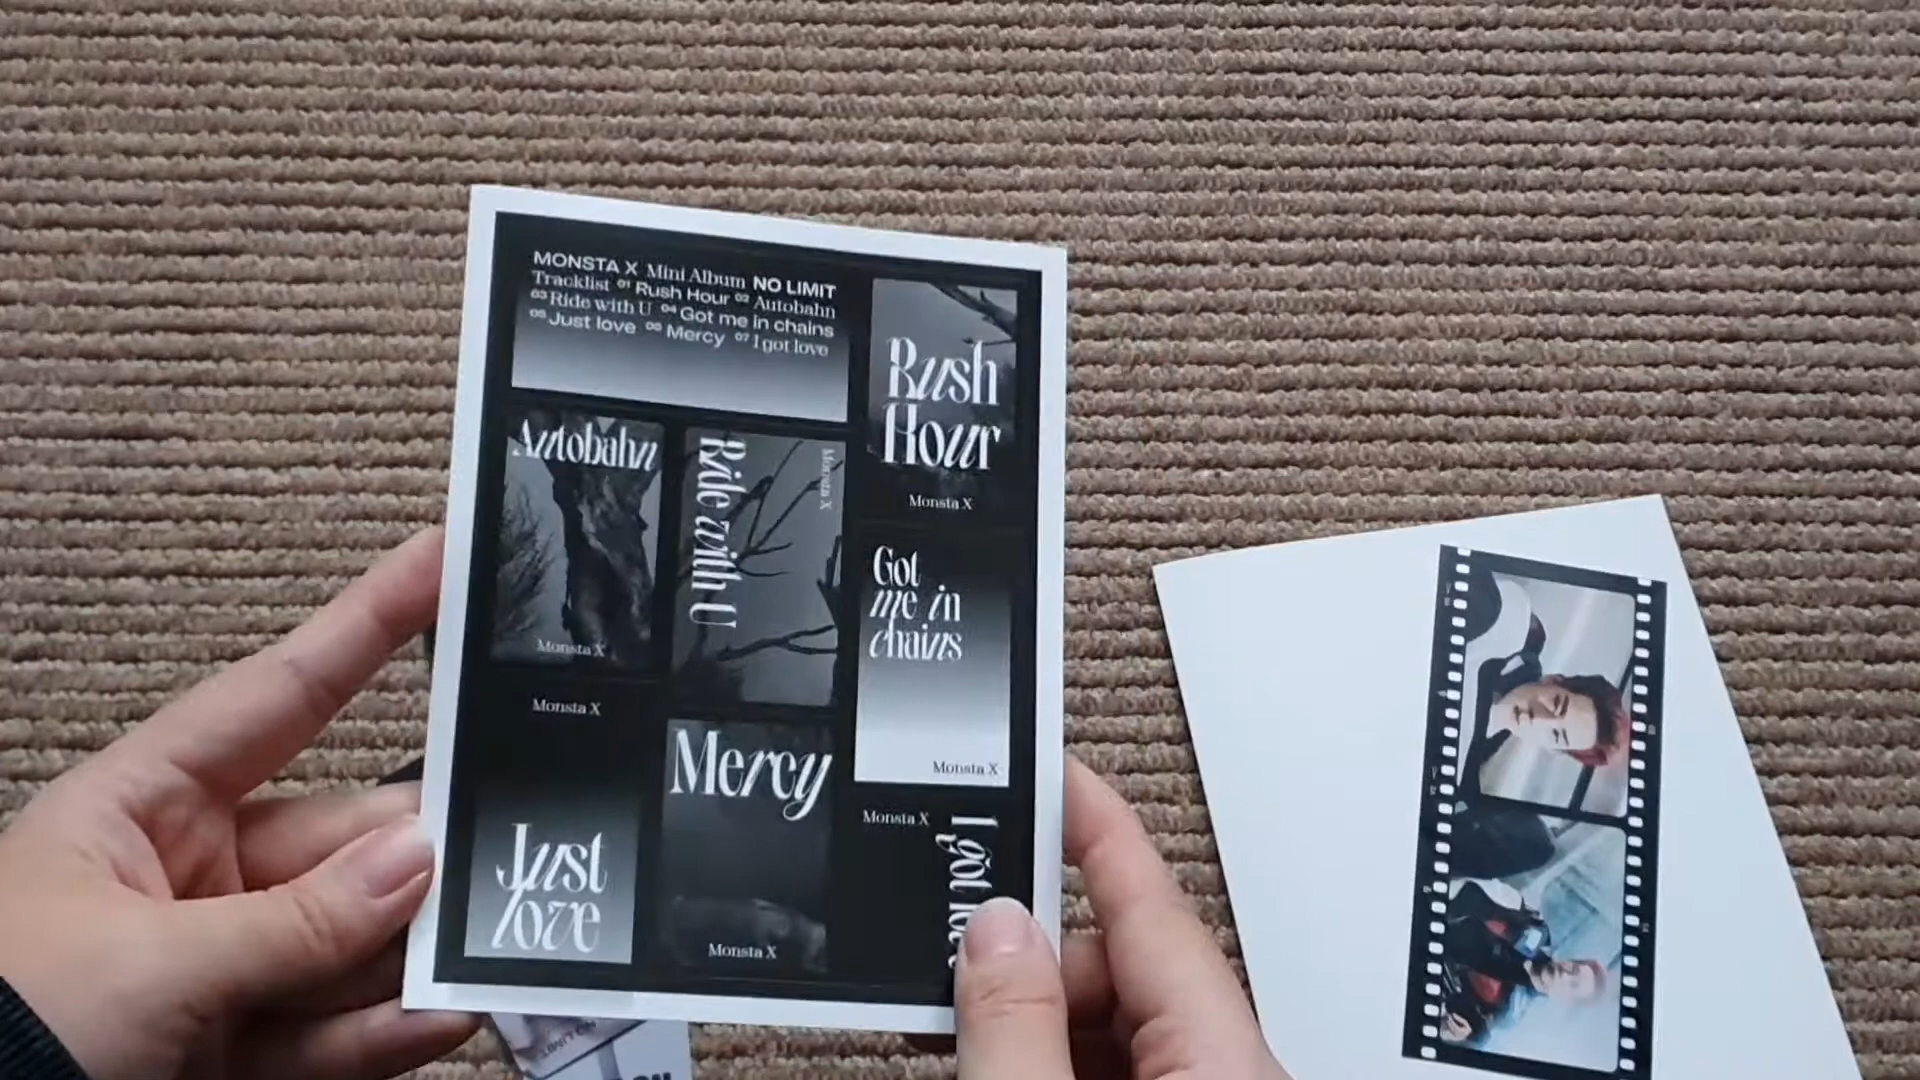 MONSTA X Mini Album NO LIMIT
Tracklist 01 Rush Hour 02 Autobahn
03 Ride with U 04 Got me in chains
05 Just love 06 Mercy 07 I got love
Rush
Hour
Monsta X
Autobahn
Monsta X
Ride with U
Monsta X
Got
me in
chains
Monsta X
Monsta X
Just
love
Mercy
Monsta X
Monsta X
I got love